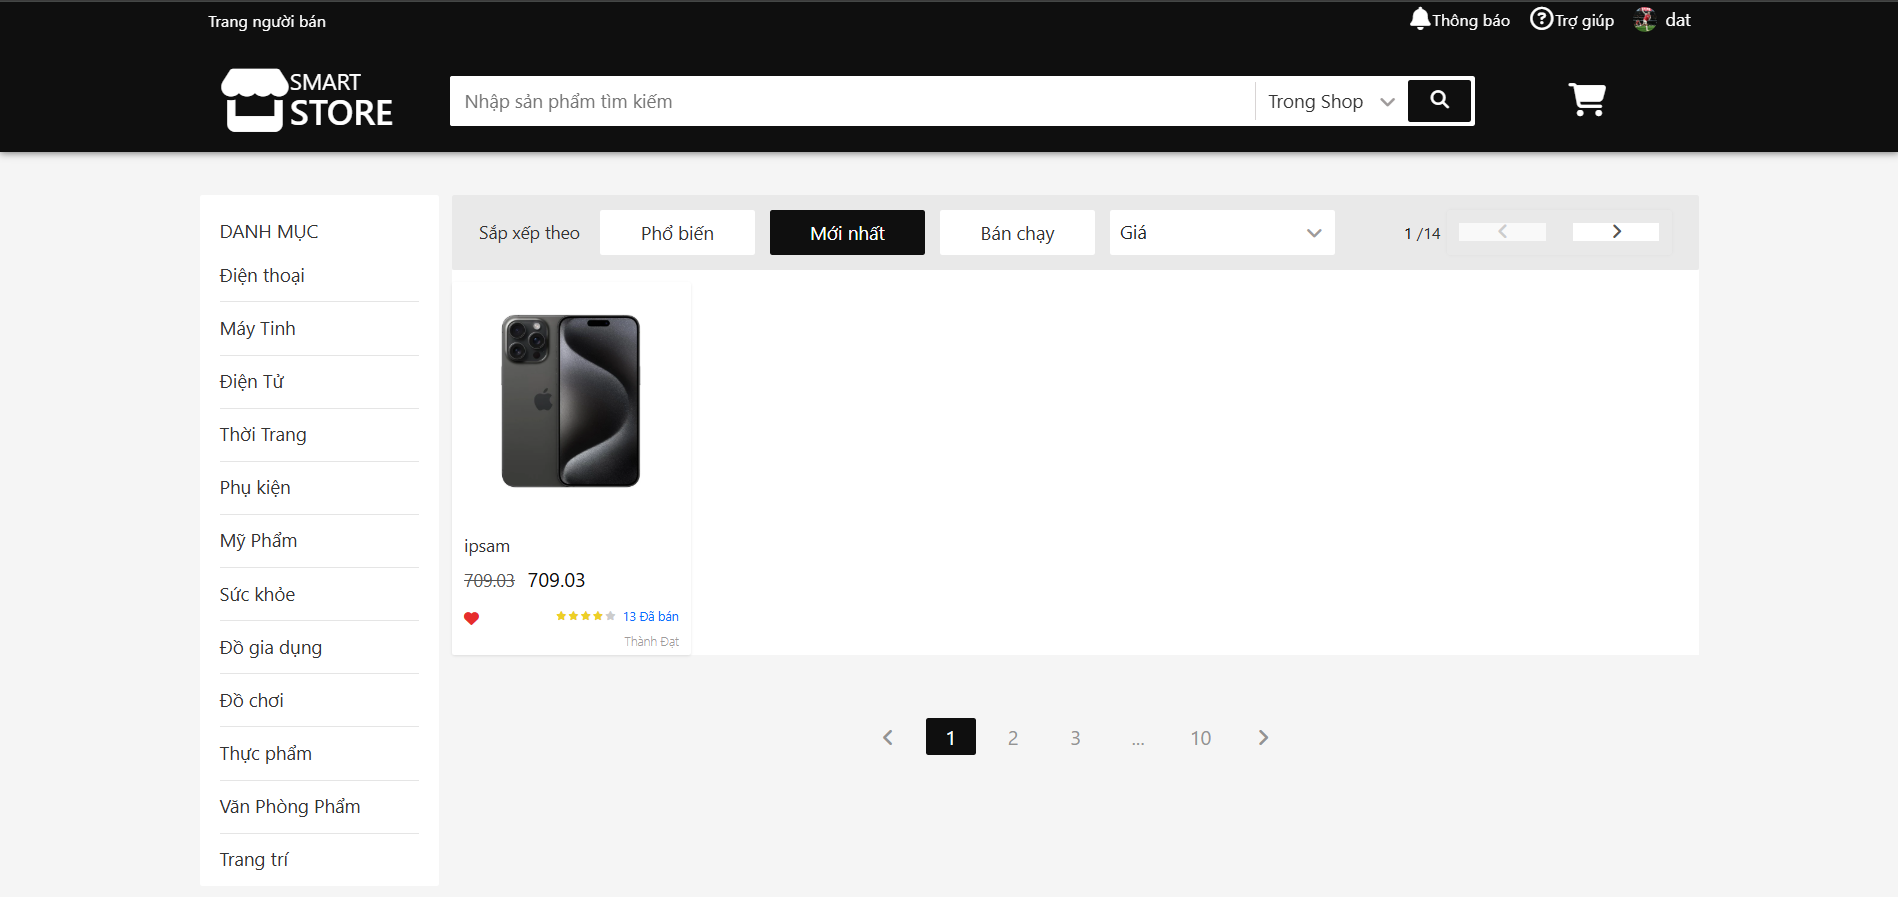 Trang người bán
Thông báo
Trợ giúp
dat
SMART
STORE
Nhập sản phẩm tìm kiếm
Trong Shop
DANH MỤC
Điện thoại
Máy Tinh
Điện Tử
Thời Trang
Phụ kiện
Mỹ Phẩm
Sức khỏe
Đồ gia dụng
Đồ chơi
Thực phẩm
Văn Phòng Phẩm
Trang trí
Sắp xếp theo
Phổ biến
Mới nhất
Bán chạy
Giá
1 /14
ipsam
709.03 709.03
13 Đã bán
Thành Đạt
1 2 3 ... 10